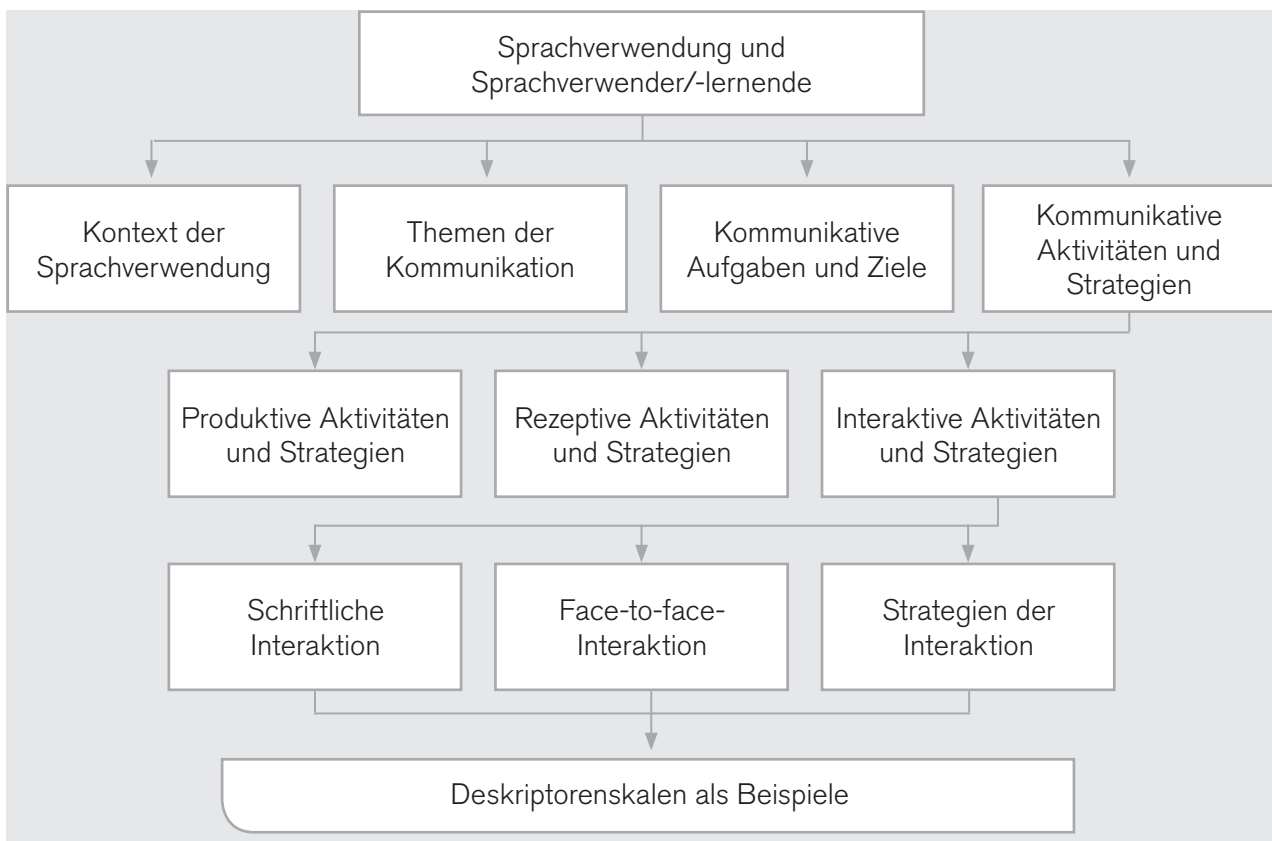 Sprachverwendung und
Sprachverwender/-lernende
Kontext der
Sprachverwendung
Themen der
Kommunikation
Kommunikative
Aufgaben und Ziele
Kommunikative
Aktivitäten und
Strategien
Produktive Aktivitäten
und Strategien
Rezeptive Aktivitäten
und Strategien
Interaktive Aktivitäten
und Strategien
Schriftliche
Interaktion
Face-to-face-
Interaktion
Strategien der
Interaktion
Deskriptorenskalen als Beispiele